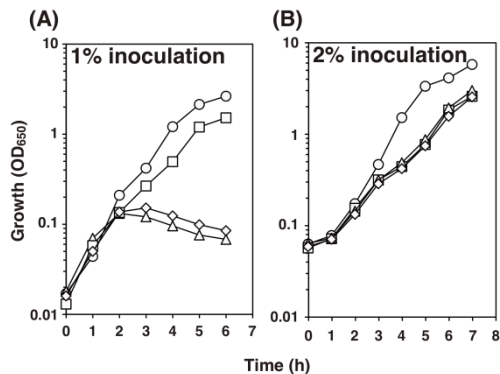 (A)
(B)
1% inoculation
2% inoculation
Growth (OD650)
10
1
0.1
0.01
0 1 2 3 4 5 6 7
10
1
0.1
0.01
0 1 2 3 4 5 6 7 8
Time (h)